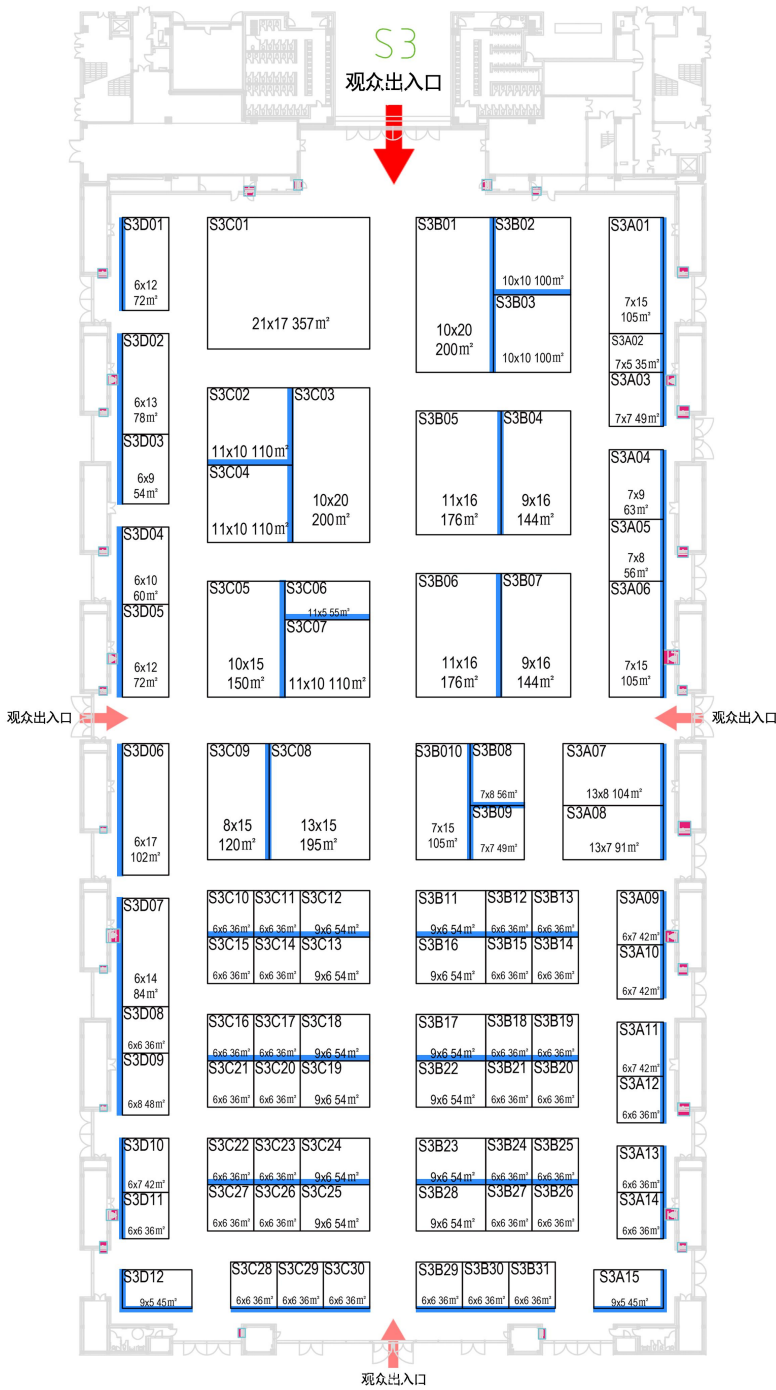 S3
观众出入口
S3D01
6x12
72m²
S3C01
21x17 357m²
S3B01
10x20
200m²
S3B02
10x10 100m²
S3B03
10x10 100m²
S3A01
7x15
105m²
S3A02
7x5 35m²
S3A03
7x7 49m²
S3D02
6x13
78m²
S3D03
6x9
54m²
S3C02
11x10 110m²
S3C03
10x20
200m²
S3C04
11x10 110m²
S3B05
11x16
176m²
S3B04
9x16
144m²
S3A04
7x9
63m²
S3A05
7x8
56m²
S3A06
7x15
105m²
S3D04
6x10
60m²
S3D05
6x12
72m²
S3C05
10x15
150m²
S3C06
11x5 55m²
S3C07
11x10 110m²
S3B06
11x16
176m²
S3B07
9x16
144m²
观众出入口
观众出入口
S3D06
6x17
102m²
S3C09
8x15
120m²
S3C08
13x15
195m²
S3B010
7x15
105m²
S3B08
7x8 56m²
S3B09
7x7 49m²
S3A07
13x8 104m²
S3A08
13x7 91m²
S3D07
6x14
84m²
S3D08
6x6 36m²
S3D09
6x8 48m²
S3C10
6x6 36m²
S3C11
6x6 36m²
S3C12
9x6 54m²
S3C15
6x6 36m²
S3C14
6x6 36m²
S3C13
9x6 54m²
S3B11
9x6 54m²
S3B12
6x6 36m²
S3B13
6x6 36m²
S3B16
9x6 54m²
S3B15
6x6 36m²
S3B14
6x6 36m²
S3A09
6x7 42m²
S3A10
6x7 42m²
S3C16
6x6 36m²
S3C17
6x6 36m²
S3C18
9x6 54m²
S3C21
6x6 36m²
S3C20
6x6 36m²
S3C19
9x6 54m²
S3B17
9x6 54m²
S3B18
6x6 36m²
S3B19
6x6 36m²
S3B22
9x6 54m²
S3B21
6x6 36m²
S3B20
6x6 36m²
S3A11
6x7 42m²
S3A12
6x6 36m²
S3D10
6x7 42m²
S3D11
6x6 36m²
S3C22
6x6 36m²
S3C23
6x6 36m²
S3C24
9x6 54m²
S3C27
6x6 36m²
S3C26
6x6 36m²
S3C25
9x6 54m²
S3B23
9x6 54m²
S3B24
6x6 36m²
S3B25
6x6 36m²
S3B28
9x6 54m²
S3B27
6x6 36m²
S3B26
6x6 36m²
S3A13
6x6 36m²
S3A14
6x6 36m²
S3D12
9x5 45m²
S3C28
6x6 36m²
S3C29
6x6 36m²
S3C30
6x6 36m²
S3B29
6x6 36m²
S3B30
6x6 36m²
S3B31
6x6 36m²
S3A15
9x5 45m²
观众出入口